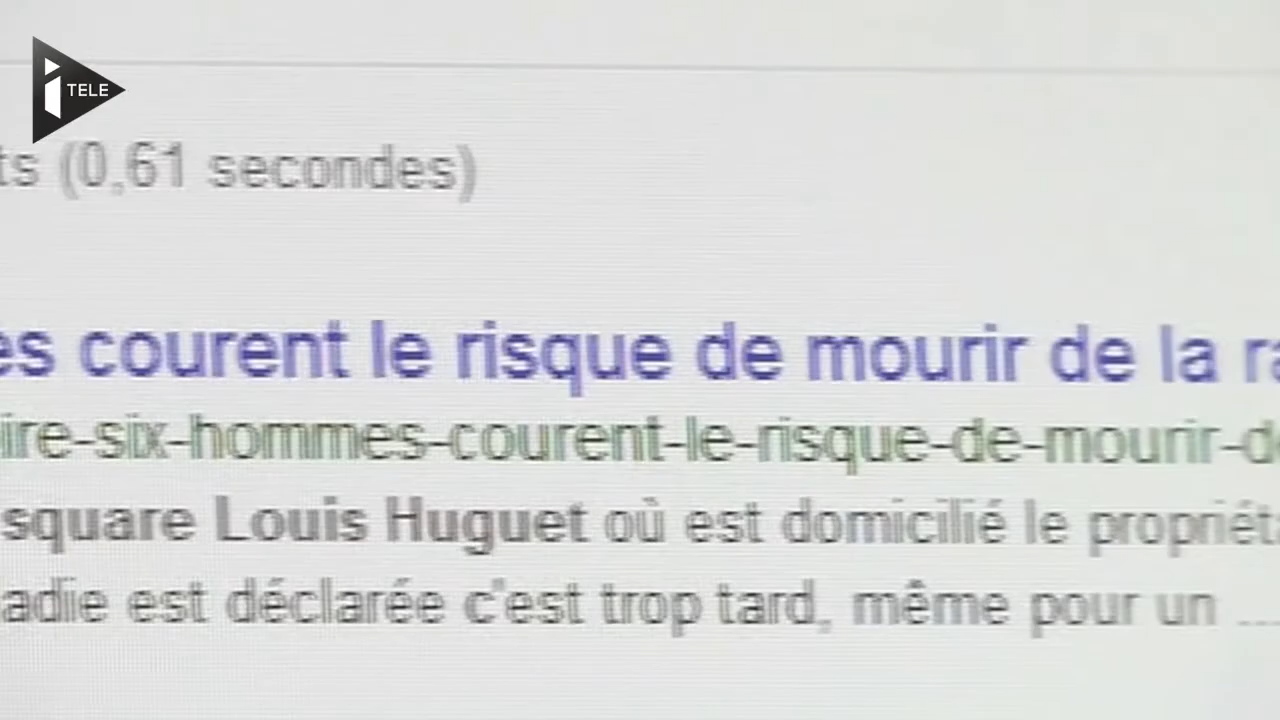 i TELE
ts (0,61 secondes)
es courent le risque de mourir de la ra
ire-six-hommes-courent-le-risque-de-mourir-de
square Louis Huguet où est domicilié le propriét
adie est déclarée c'est trop tard, même pour un ...